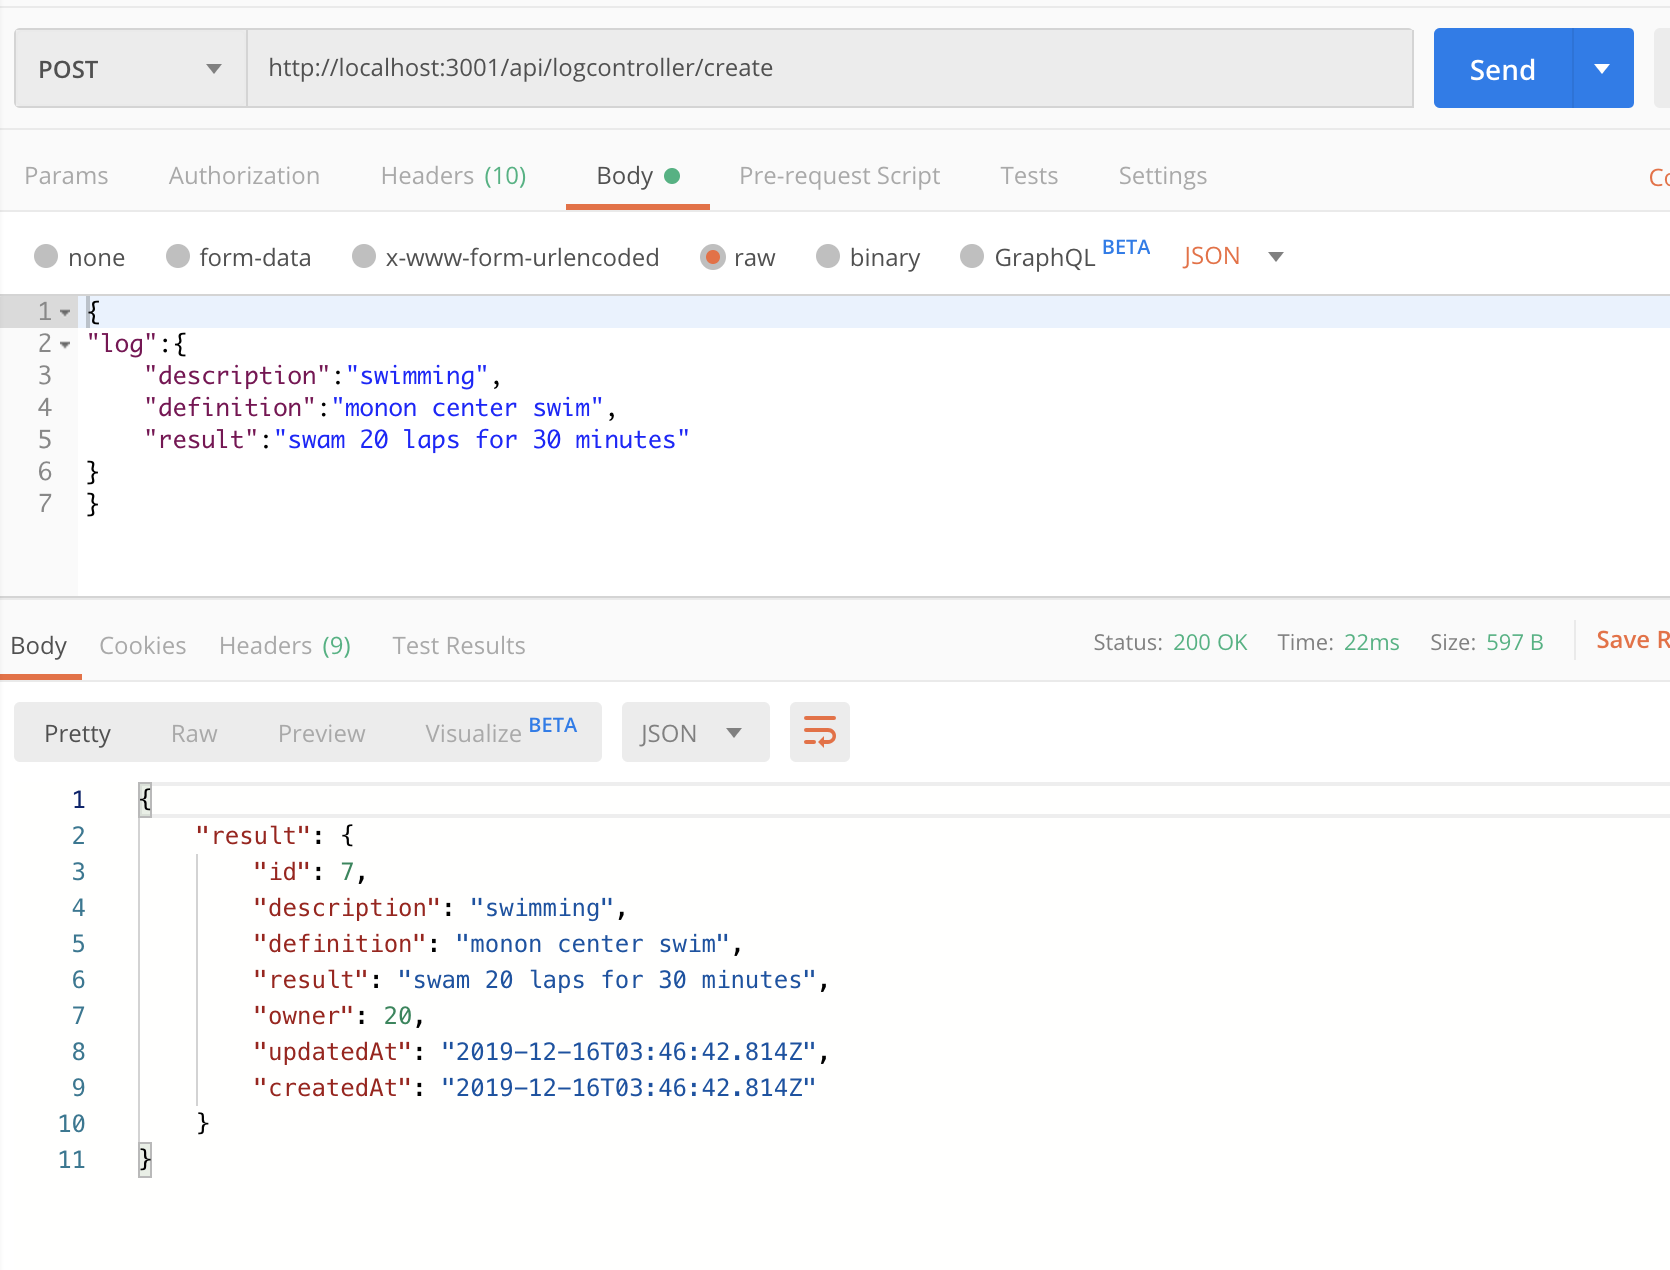 POST http://localhost:3001/api/logcontroller/create Send
Params Authorization Headers (10) Body Pre-request Script Tests Settings
none form-data x-www-form-urlencoded raw binary GraphQL BETA JSON
1 {
2 "log":{
3 "description":"swimming",
4 "definition":"monon center swim",
5 "result":"swam 20 laps for 30 minutes"
6 }
7 }
Body Cookies Headers (9) Test Results Status: 200 OK Time: 22ms Size: 597 B Save
Pretty Raw Preview Visualize BETA JSON
1 {
2 "result": {
3 "id": 7,
4 "description": "swimming",
5 "definition": "monon center swim",
6 "result": "swam 20 laps for 30 minutes",
7 "owner": 20,
8 "updatedAt": "2019-12-16T03:46:42.814Z",
9 "createdAt": "2019-12-16T03:46:42.814Z"
10 }
11 }